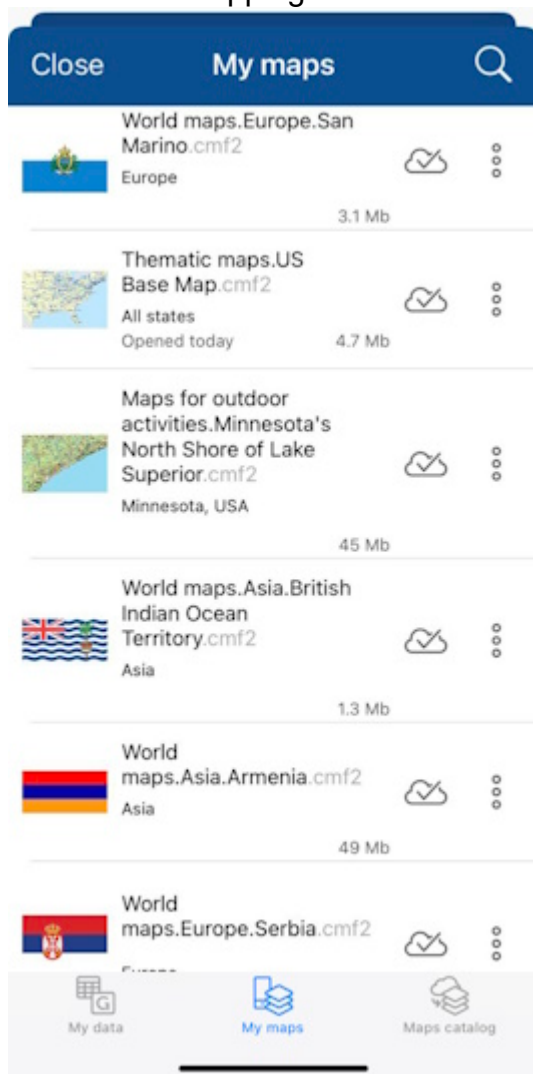 Close
My maps
World maps.Europe.San
Marino.cmf2
Europe
3.1 Mb
Thematic maps.US
Base Map.cmf2
All states
Opened today
4.7 Mb
Maps for outdoor
activities.Minnesota's
North Shore of Lake
Superior.cmf2
Minnesota, USA
45 Mb
World maps.Asia.British
Indian Ocean
Territory.cmf2
Asia
1.3 Mb
World
maps.Asia.Armenia.cmf2
Asia
49 Mb
World
maps.Europe.Serbia.cmf2
G
My data
My maps
Maps catalog